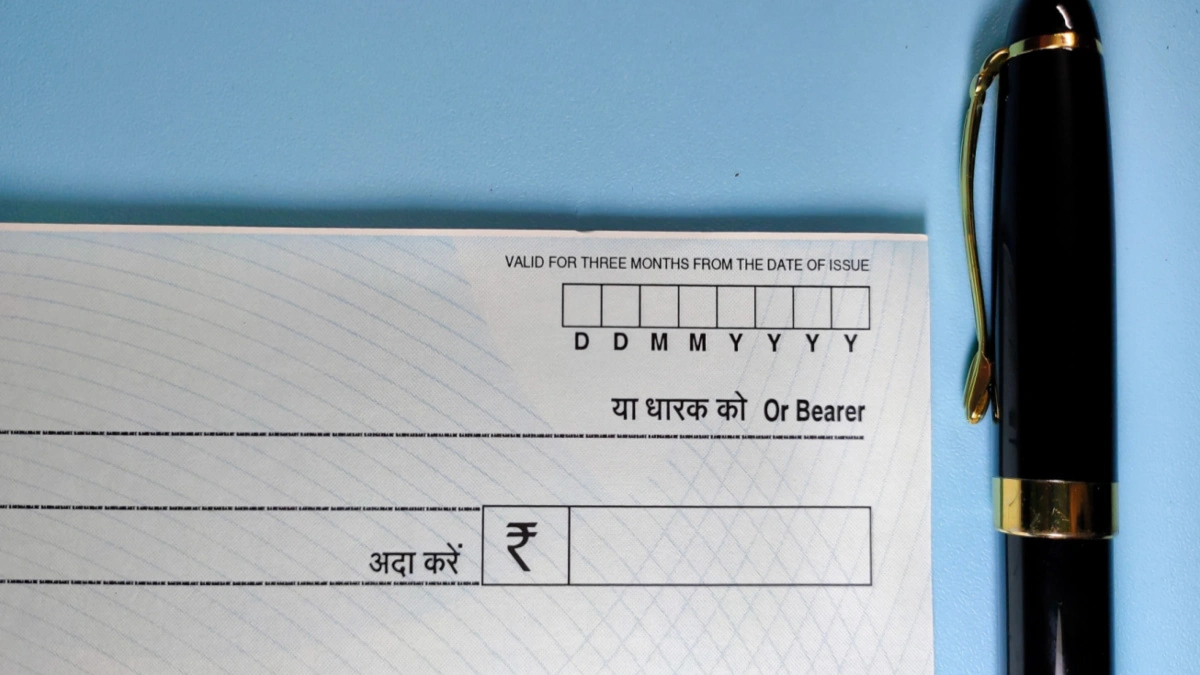 VALID FOR THREE MONTHS FROM THE DATE OF ISSUE
D D M M Y Y Y Y
या धारक को Or Bearer
अदा करें ₹